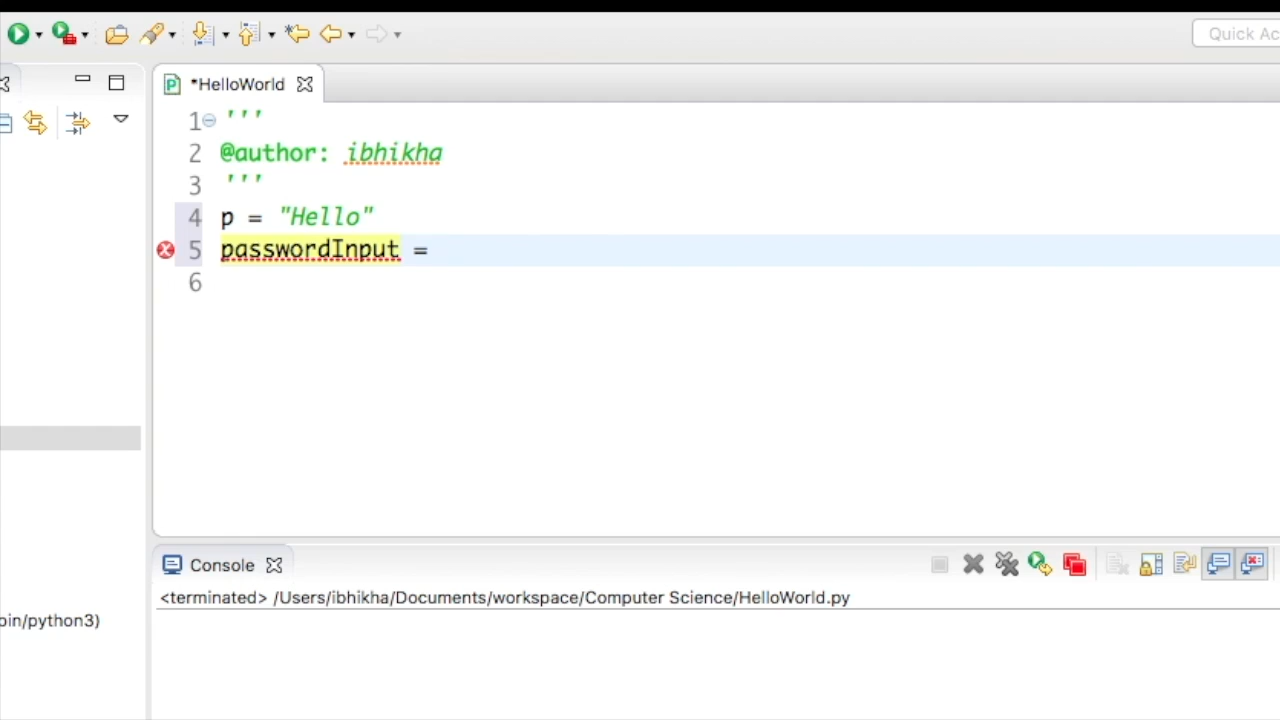 Quick Ac
*HelloWorld
1 '''
2 @author: ibhikha
3 '''
4 p = "Hello"
5 passwordInput =
6
Console
<terminated> /Users/ibhikha/Documents/workspace/Computer Science/HelloWorld.py
oin/python3)